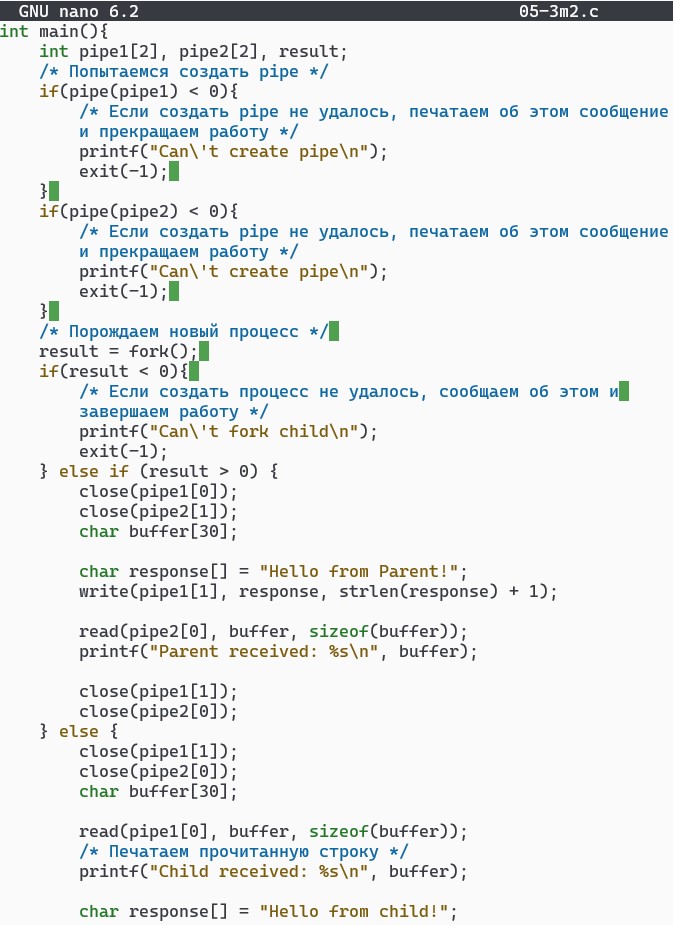 GNU nano 6.2 05-3m2.c
int main(){
    int pipe1[2], pipe2[2], result;
    /* Попытаемся создать pipe */
    if(pipe(pipe1) < 0){
        /* Если создать pipe не удалось, печатаем об этом сообщение
        и прекращаем работу */
        printf("Can\'t create pipe\n");
        exit(-1);
    }
    if(pipe(pipe2) < 0){
        /* Если создать pipe не удалось, печатаем об этом сообщение
        и прекращаем работу */
        printf("Can\'t create pipe\n");
        exit(-1);
    }
    /* Порождаем новый процесс */
    result = fork();
    if(result < 0){
        /* Если создать процесс не удалось, сообщаем об этом и
        завершаем работу */
        printf("Can\'t fork child\n");
        exit(-1);
    } else if (result > 0) {
        close(pipe1[0]);
        close(pipe2[1]);
        char buffer[30];

        char response[] = "Hello from Parent!";
        write(pipe1[1], response, strlen(response) + 1);

        read(pipe2[0], buffer, sizeof(buffer));
        printf("Parent received: %s\n", buffer);

        close(pipe1[1]);
        close(pipe2[0]);
    } else {
        close(pipe1[1]);
        close(pipe2[0]);
        char buffer[30];

        read(pipe1[0], buffer, sizeof(buffer));
        /* Печатаем прочитанную строку */
        printf("Child received: %s\n", buffer);

        char response[] = "Hello from child!";